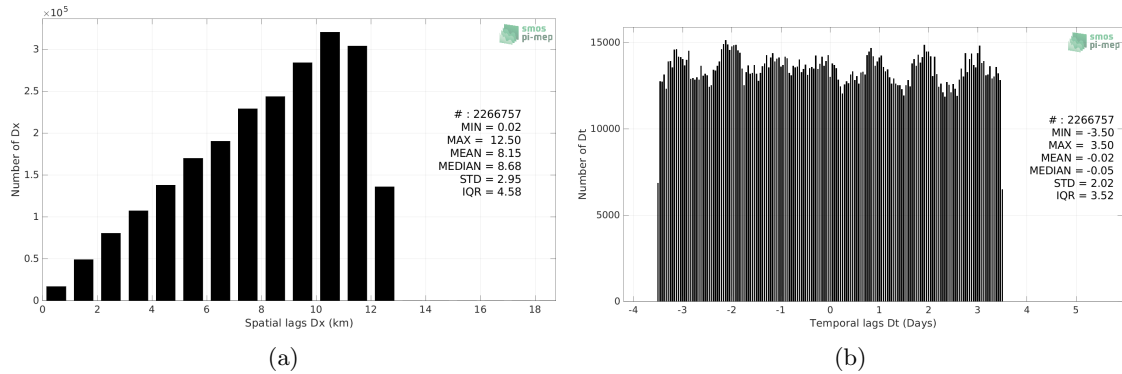 ×10⁵
3
2.5
2
1.5
1
0.5
0
0 2 4 6 8 10 12 14 16 18
Number of Dx
Spatial lags Dx (km)
smos
pi-mep
# : 2266757
MIN = 0.02
MAX = 12.50
MEAN = 8.15
MEDIAN = 8.68
STD = 2.95
IQR = 4.58
(a)
15000
10000
5000
0
-4 -3 -2 -1 0 1 2 3 4 5
Number of Dt
Temporal lags Dt (Days)
smos
pi-mep
# : 2266757
MIN = -3.50
MAX = 3.50
MEAN = -0.02
MEDIAN = -0.05
STD = 2.02
IQR = 3.52
(b)